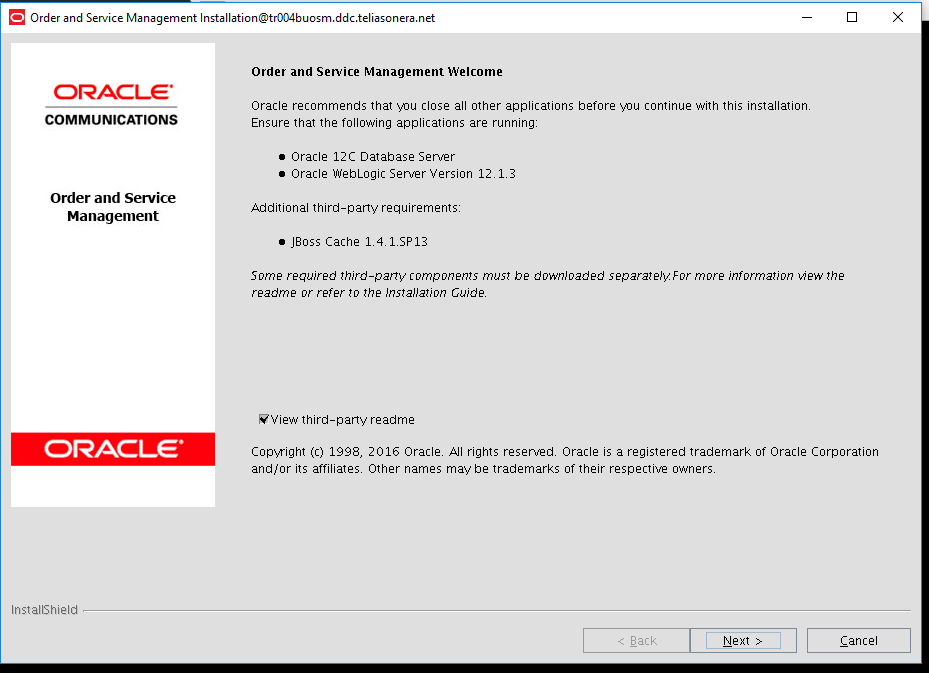 Order and Service Management Installation@tr004buosm.ddc.teliasonera.net
ORACLE
COMMUNICATIONS
Order and Service
Management
ORACLE
Order and Service Management Welcome
Oracle recommends that you close all other applications before you continue with this installation.
Ensure that the following applications are running:
● Oracle 12C Database Server
● Oracle WebLogic Server Version 12.1.3
Additional third-party requirements:
● JBoss Cache 1.4.1.SP13
Some required third-party components must be downloaded separately.For more information view the
readme or refer to the Installation Guide.
View third-party readme
Copyright (c) 1998, 2016 Oracle. All rights reserved. Oracle is a registered trademark of Oracle Corporation
and/or its affiliates. Other names may be trademarks of their respective owners.
InstallShield
< Back
Next >
Cancel